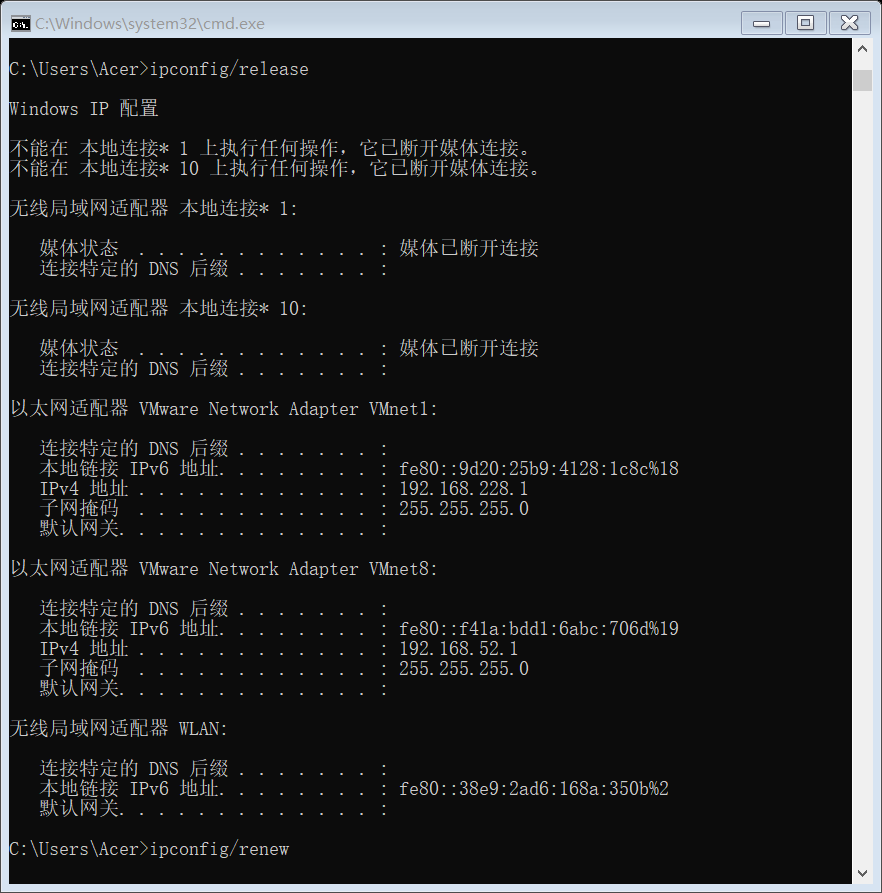 C:\Windows\system32\cmd.exe
C:\Users\Acer>ipconfig/release
Windows IP 配置
不能在 本地连接* 1 上执行任何操作，它已断开媒体连接。
不能在 本地连接* 10 上执行任何操作，它已断开媒体连接。
无线局域网适配器 本地连接* 1:
媒体状态  . . . . . . . . . . . . : 媒体已断开连接
连接特定的 DNS 后缀 . . . . . . . :
无线局域网适配器 本地连接* 10:
媒体状态  . . . . . . . . . . . . : 媒体已断开连接
连接特定的 DNS 后缀 . . . . . . . :
以太网适配器 VMware Network Adapter VMnet1:
连接特定的 DNS 后缀 . . . . . . . :
本地链接 IPv6 地址. . . . . . . . : fe80::9d20:25b9:4128:1c8c%18
IPv4 地址 . . . . . . . . . . . . : 192.168.228.1
子网掩码  . . . . . . . . . . . . : 255.255.255.0
默认网关. . . . . . . . . . . . . :
以太网适配器 VMware Network Adapter VMnet8:
连接特定的 DNS 后缀 . . . . . . . :
本地链接 IPv6 地址. . . . . . . . : fe80::f41a:bdd1:6abc:706d%19
IPv4 地址 . . . . . . . . . . . . : 192.168.52.1
子网掩码  . . . . . . . . . . . . : 255.255.255.0
默认网关. . . . . . . . . . . . . :
无线局域网适配器 WLAN:
连接特定的 DNS 后缀 . . . . . . . :
本地链接 IPv6 地址. . . . . . . . : fe80::38e9:2ad6:168a:350b%2
默认网关. . . . . . . . . . . . . :
C:\Users\Acer>ipconfig/renew